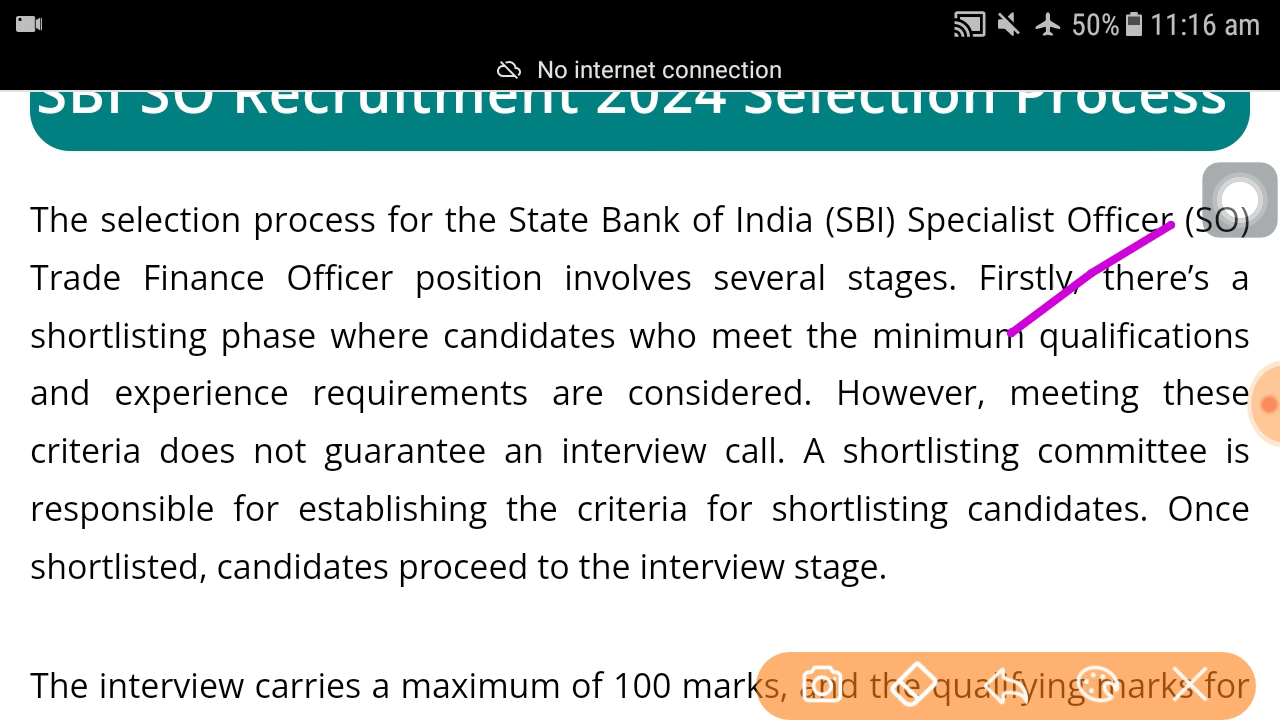 50% 11:16 am
No internet connection
SBI SO Recruitment 2024 Selection Process
The selection process for the State Bank of India (SBI) Specialist Officer (SO)
Trade Finance Officer position involves several stages. Firstly, there’s a
shortlisting phase where candidates who meet the minimum qualifications
and experience requirements are considered. However, meeting these
criteria does not guarantee an interview call. A shortlisting committee is
responsible for establishing the criteria for shortlisting candidates. Once
shortlisted, candidates proceed to the interview stage.
The interview carries a maximum of 100 marks, and the qualifying marks for